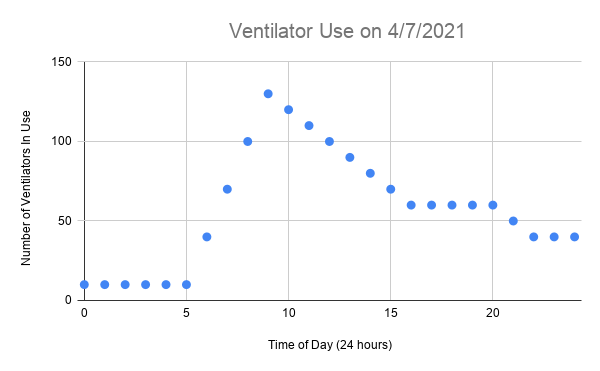 Ventilator Use on 4/7/2021
150
100
50
0
Number of Ventilators In Use
0 5 10 15 20
Time of Day (24 hours)